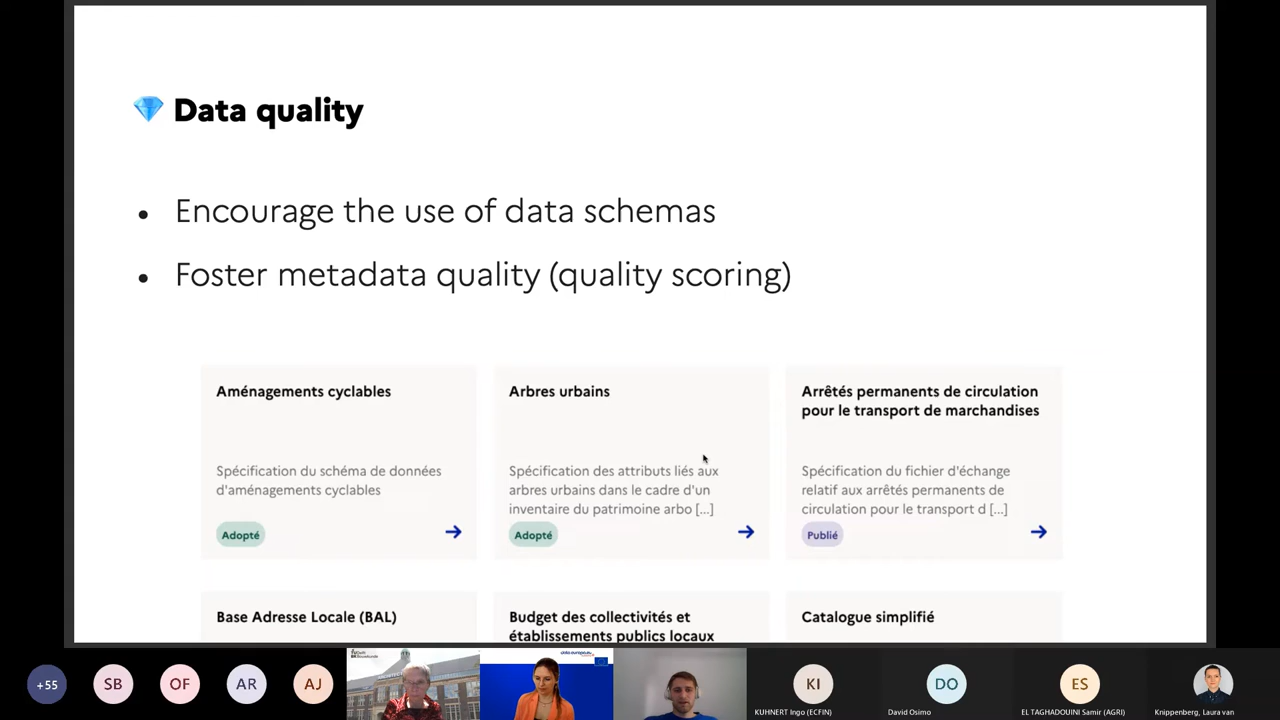 Data quality
• Encourage the use of data schemas
• Foster metadata quality (quality scoring)
Aménagements cyclables
Spécification du schéma de données
d'aménagements cyclables
Adopté
Arbres urbains
Spécification des attributs liés aux
arbres urbains dans le cadre d'un
inventaire du patrimoine arbo [...]
Adopté
Arrêtés permanents de circulation
pour le transport de marchandises
Spécification du fichier d'échange
relatif aux arrêtés permanents de
circulation pour le transport d [...]
Publié
Base Adresse Locale (BAL)
Budget des collectivités et
établissements publics locaux
Catalogue simplifié
+55
SB
OF
AR
AJ
data.europa.eu
KI
KUHNERT Ingo (ECFIN)
DO
David Osimo
ES
EL TAGHADOUINI Samir (AGRI)
Knippenberg, Laura van